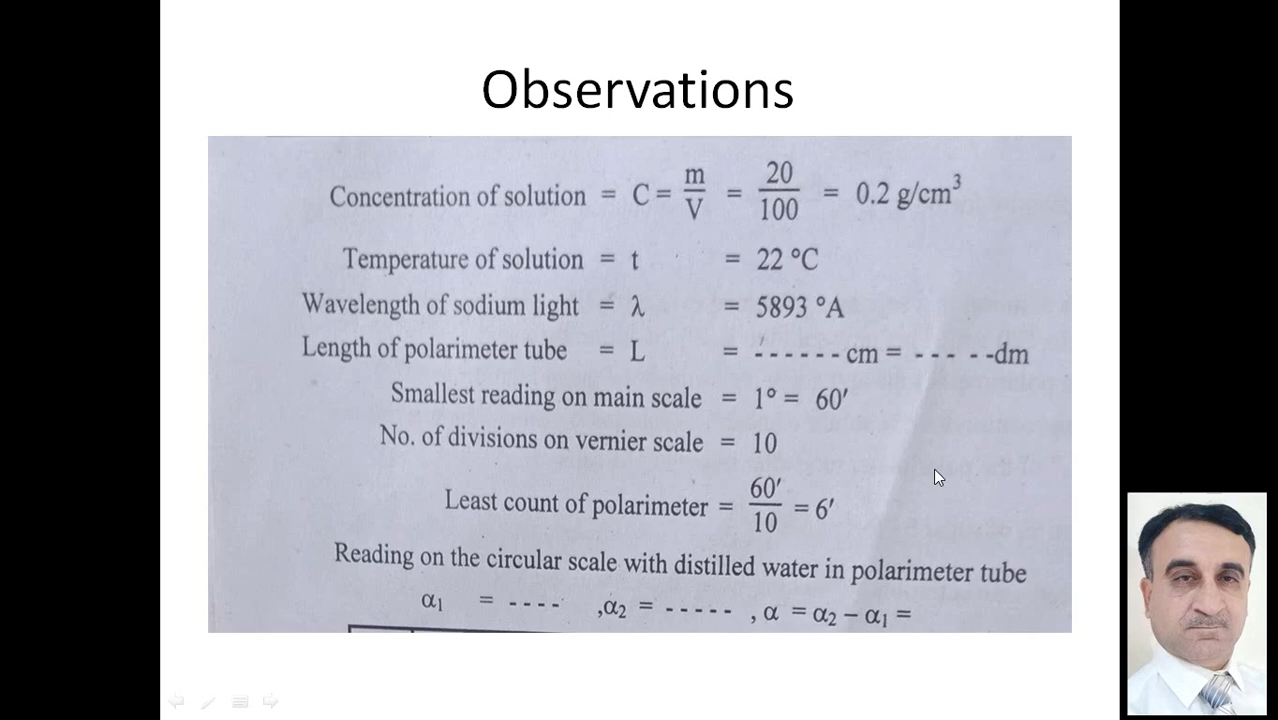 Observations
Concentration of solution = C = m/V = 20/100 = 0.2 g/cm³
Temperature of solution = t = 22 °C
Wavelength of sodium light = λ = 5893 °A
Length of polarimeter tube = L = ------ cm = --- --dm
Smallest reading on main scale = 1° = 60′
No. of divisions on vernier scale = 10
Least count of polarimeter = 60′/10 = 6′
Reading on the circular scale with distilled water in polarimeter tube
α₁ = ---- ,α₂ = ----- , α = α₂ – α₁ =